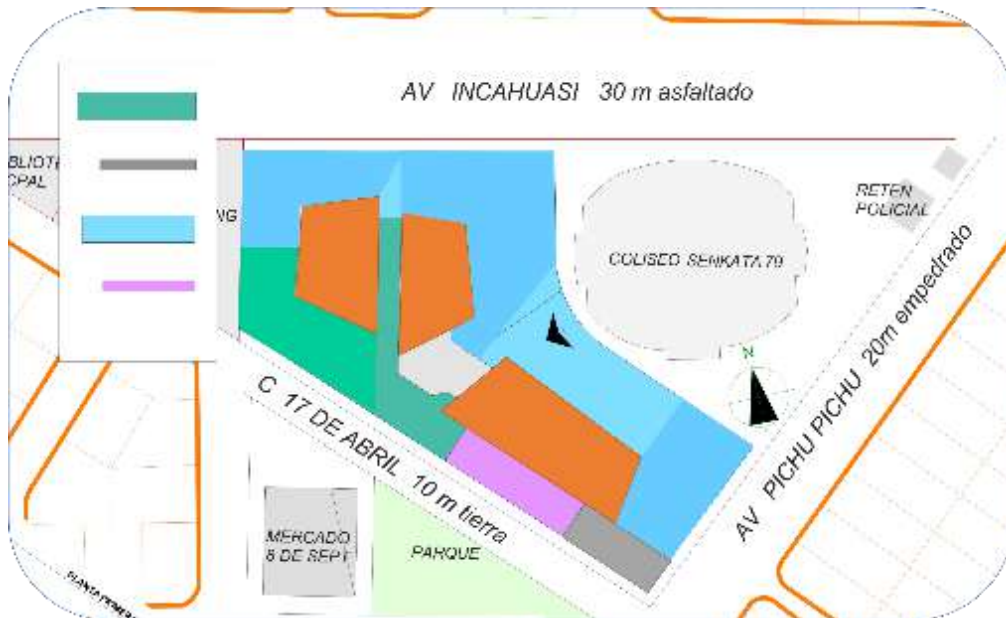 AV INCAHUASI 30 m asfaltado
RETEN
POLICIAL
COLISEO SENKATA 79
AV PICHU PICHU 20m empedrado
N
C 17 DE ABRIL 10 m tierra
MERCADO
8 DE SEPT
PARQUE